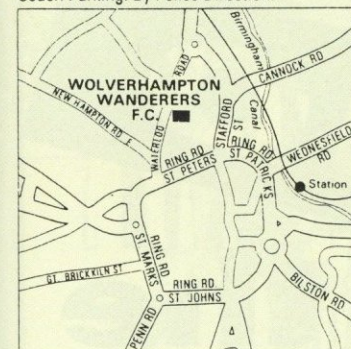 Coach Parking: By Police Direction
Birmingham
Canal
CANNOCK RD
WOLVERHAMPTON
WANDERERS
F.C.
ROAD
WATERLOO
NEW HAMPTON RD E
STAFFORD
ST
RING RD
ST PETERS
RING RD
ST PATRICKS
WEDNESFIELD
RD
Station
RING RD
ST MARKS
GT. BRICKKILN ST
RING RD
ST JOHNS
BILSTON RD
PENN RD